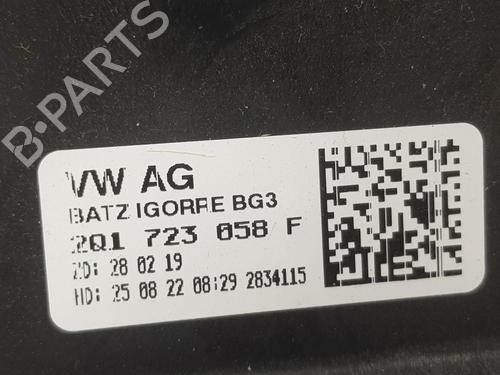 B-PARTS
VW AG
BATZ IGORRE BG3
2Q1 723 058 F
ZD: 28 02 19
HD: 25 08 22 08:29 2834115